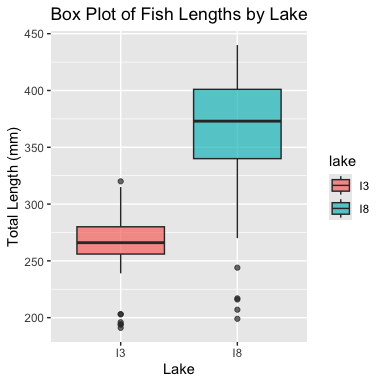 Box Plot of Fish Lengths by Lake
450
400
350
300
250
200
Total Length (mm)
I3
I8
Lake
lake
I3
I8